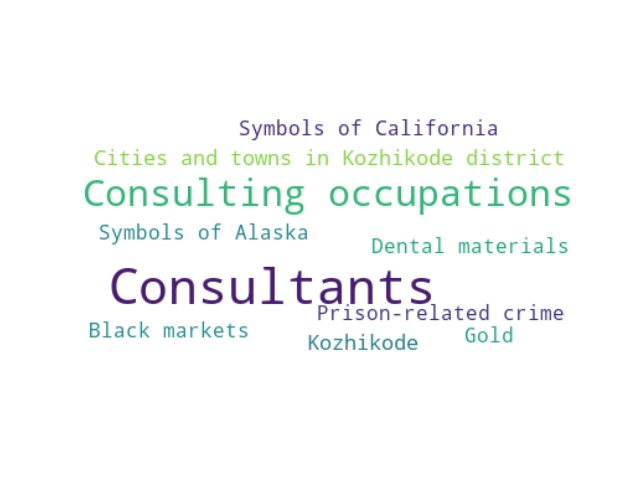 Symbols of California
Cities and towns in Kozhikode district
Consulting occupations
Symbols of Alaska
Dental materials
Consultants
Prison-related crime
Black markets
Gold
Kozhikode